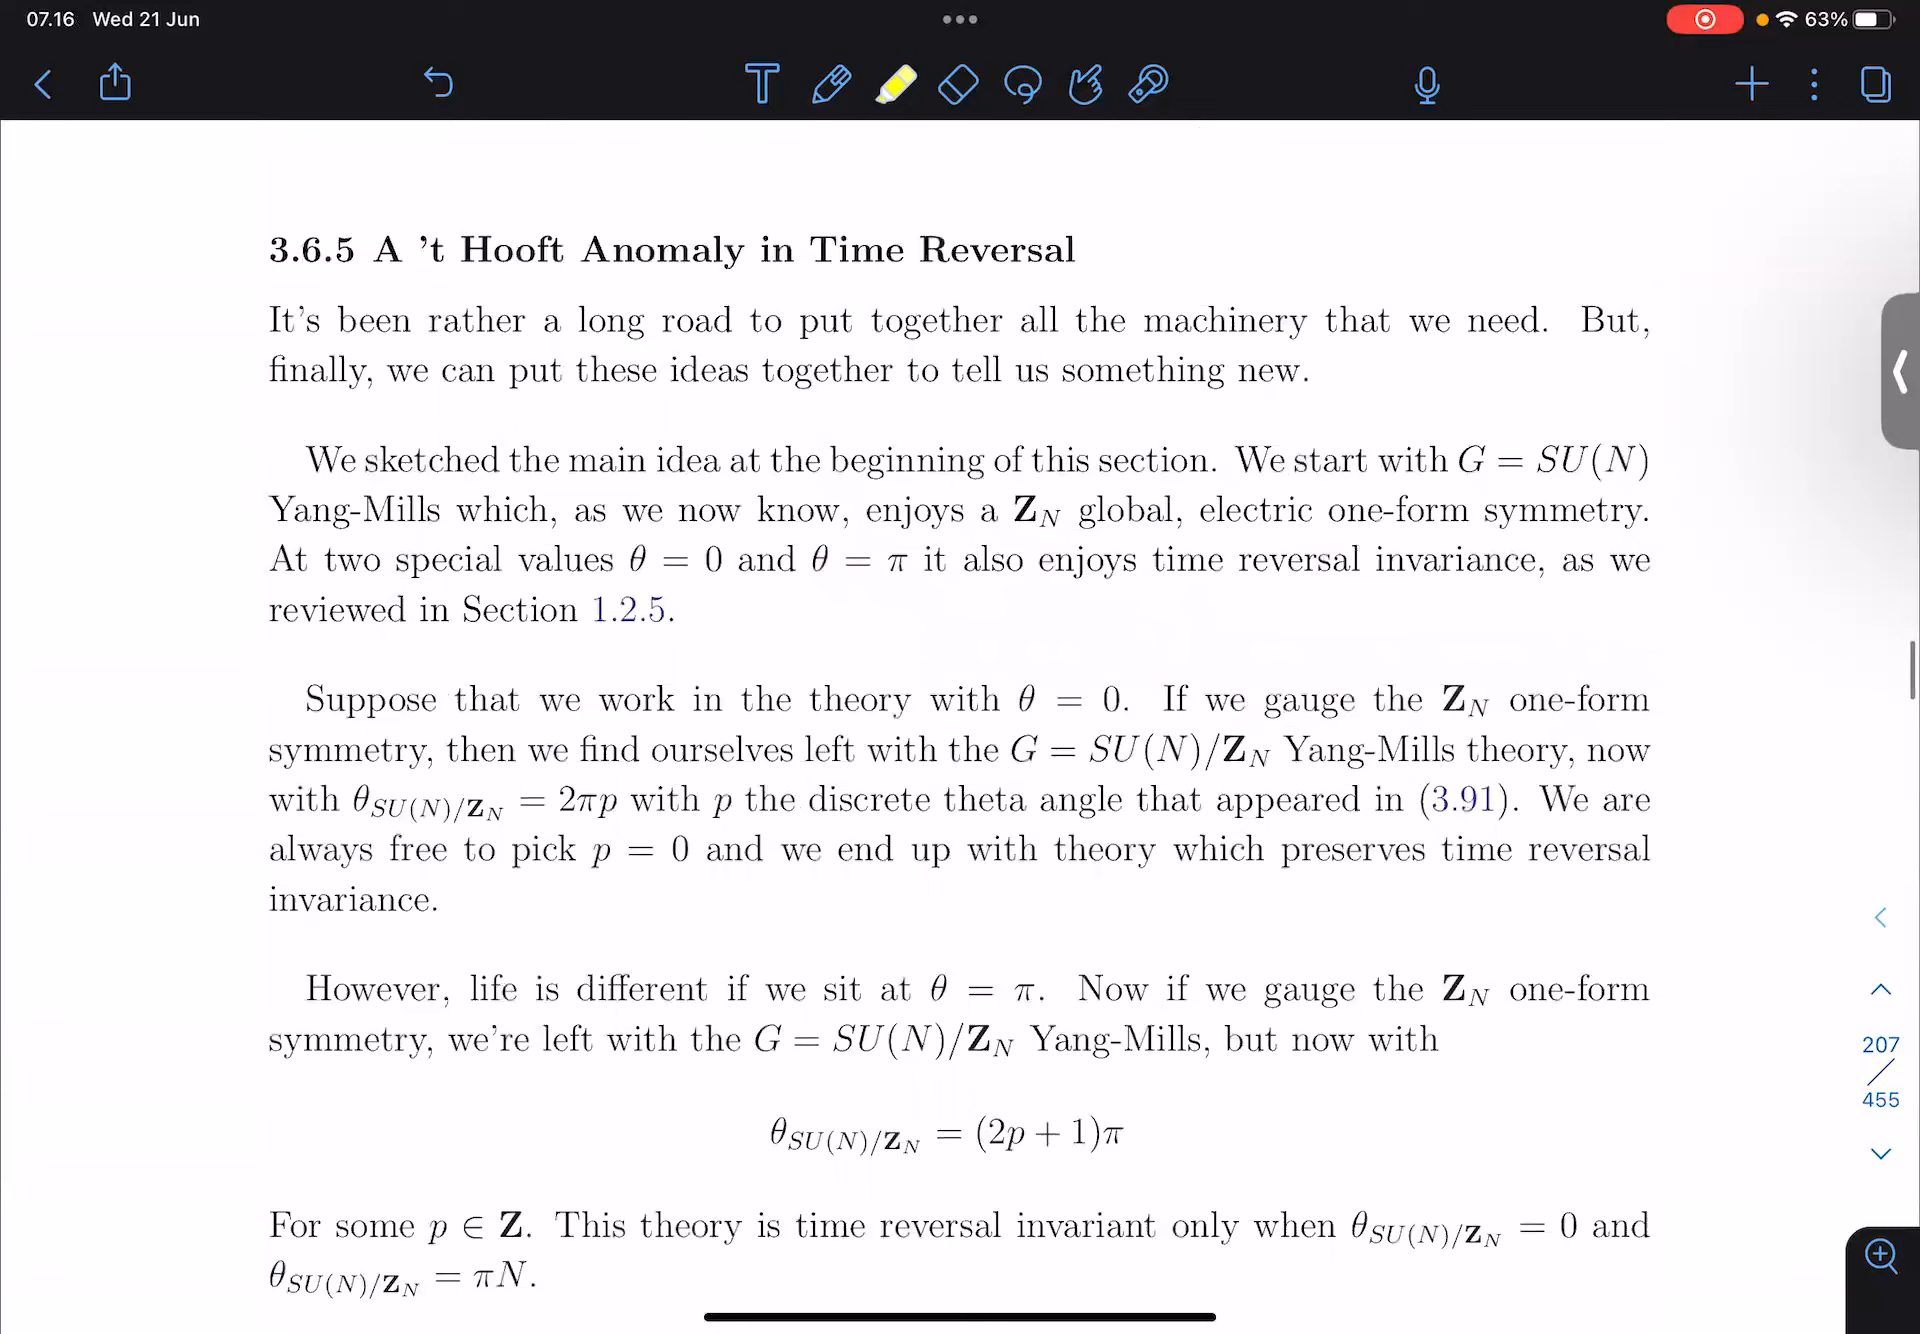 07.16 Wed 21 Jun
63%
3.6.5 A ’t Hooft Anomaly in Time Reversal
It’s been rather a long road to put together all the machinery that we need. But,
finally, we can put these ideas together to tell us something new.
We sketched the main idea at the beginning of this section. We start with G = SU(N)
Yang-Mills which, as we now know, enjoys a Z_N global, electric one-form symmetry.
At two special values θ = 0 and θ = π it also enjoys time reversal invariance, as we
reviewed in Section 1.2.5.
Suppose that we work in the theory with θ = 0. If we gauge the Z_N one-form
symmetry, then we find ourselves left with the G = SU(N)/Z_N Yang-Mills theory, now
with θ_{SU(N)/Z_N} = 2πp with p the discrete theta angle that appeared in (3.91). We are
always free to pick p = 0 and we end up with theory which preserves time reversal
invariance.
However, life is different if we sit at θ = π. Now if we gauge the Z_N one-form
symmetry, we’re left with the G = SU(N)/Z_N Yang-Mills, but now with
θ_{SU(N)/Z_N} = (2p + 1)π
For some p ∈ Z. This theory is time reversal invariant only when θ_{SU(N)/Z_N} = 0 and
θ_{SU(N)/Z_N} = πN.
207
/
455